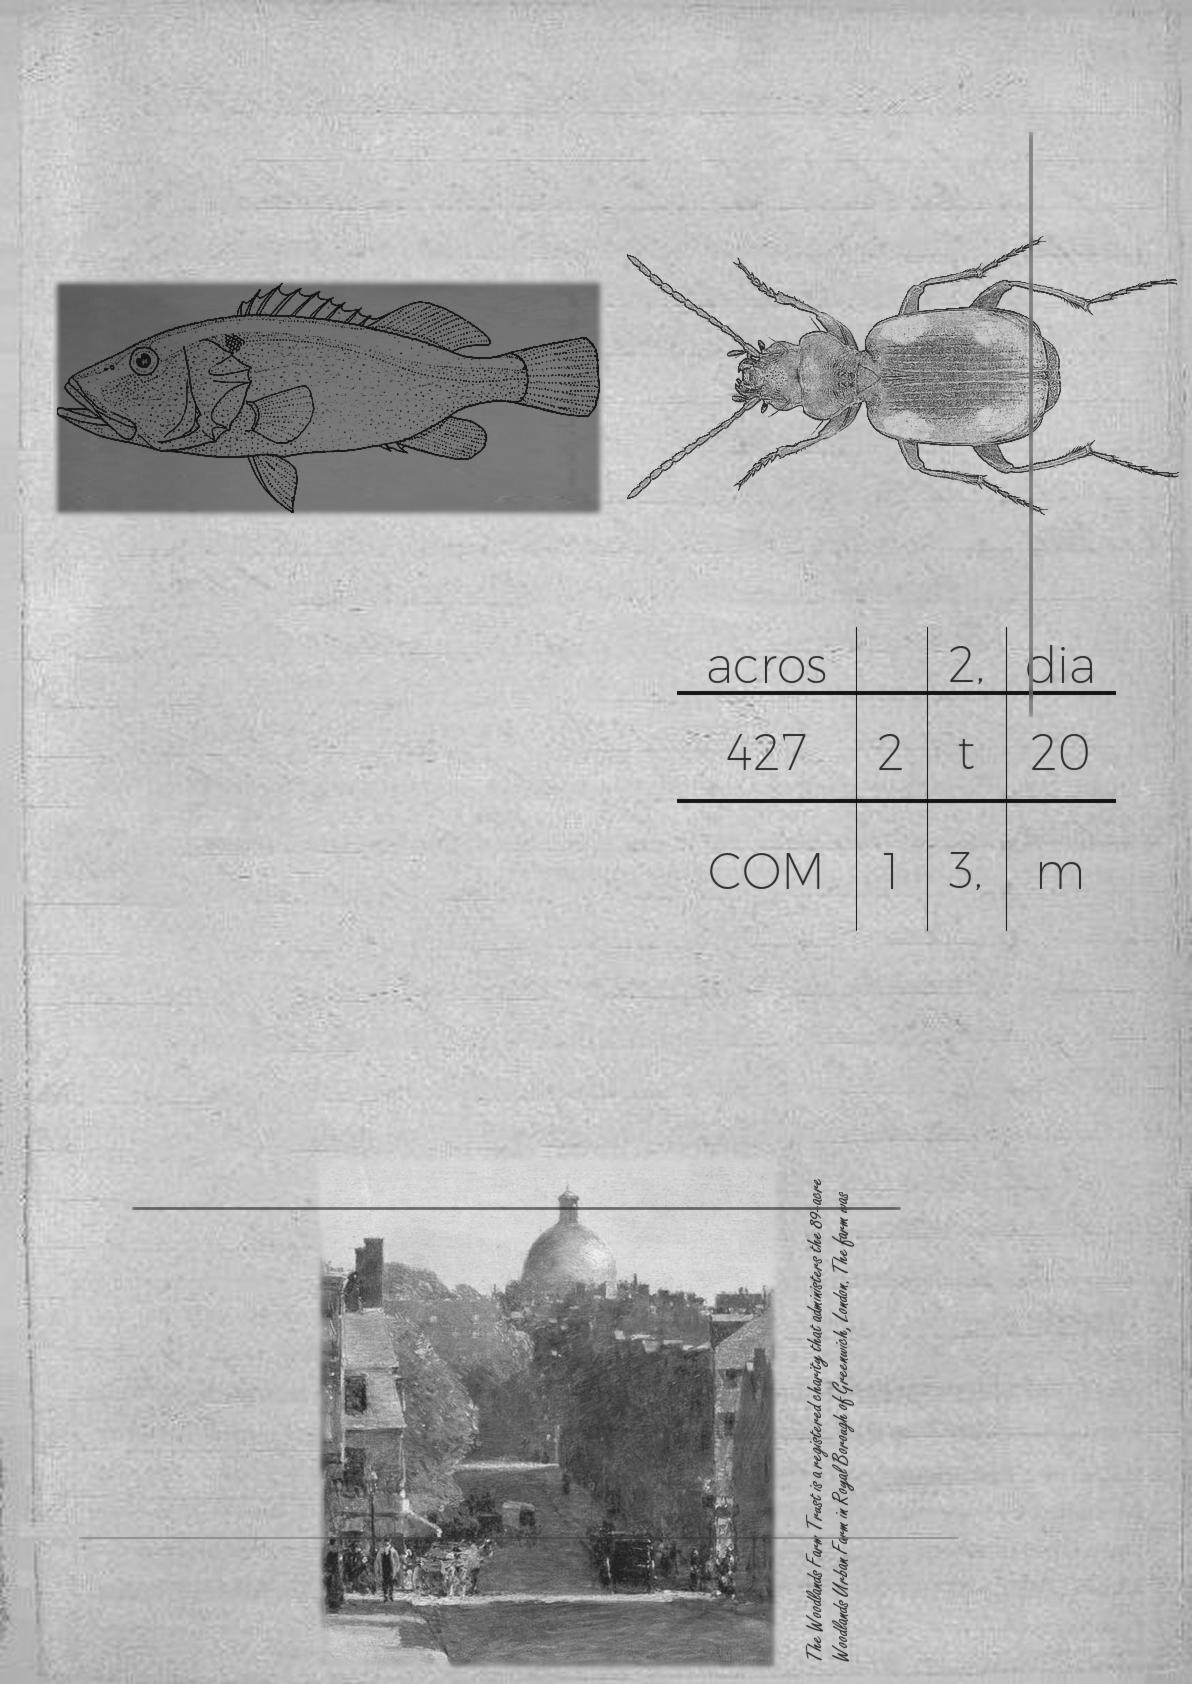 acros 2, dia
427 2 t 20
COM 1 3, m
The Woodlands Farm Trust is a registered charity that administers the 89-acre
Woodlands Urban Farm in Royal Borough of Greenwich, London. The farm was